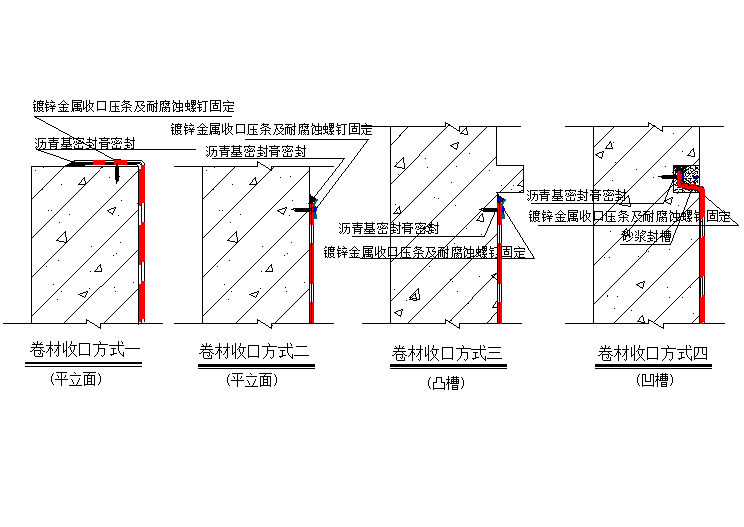 镀锌金属收口压条及耐腐蚀螺钉固定
沥青基密封膏密封
镀锌金属收口压条及耐腐蚀螺钉固定
沥青基密封膏密封
沥青基密封膏密封
镀锌金属收口压条及耐腐蚀螺钉固定
沥青基密封膏密封
镀锌金属收口压条及耐腐蚀螺钉固定
砂浆封槽
卷材收口方式一
(平立面)
卷材收口方式二
(平立面)
卷材收口方式三
(凸槽)
卷材收口方式四
(凹槽)